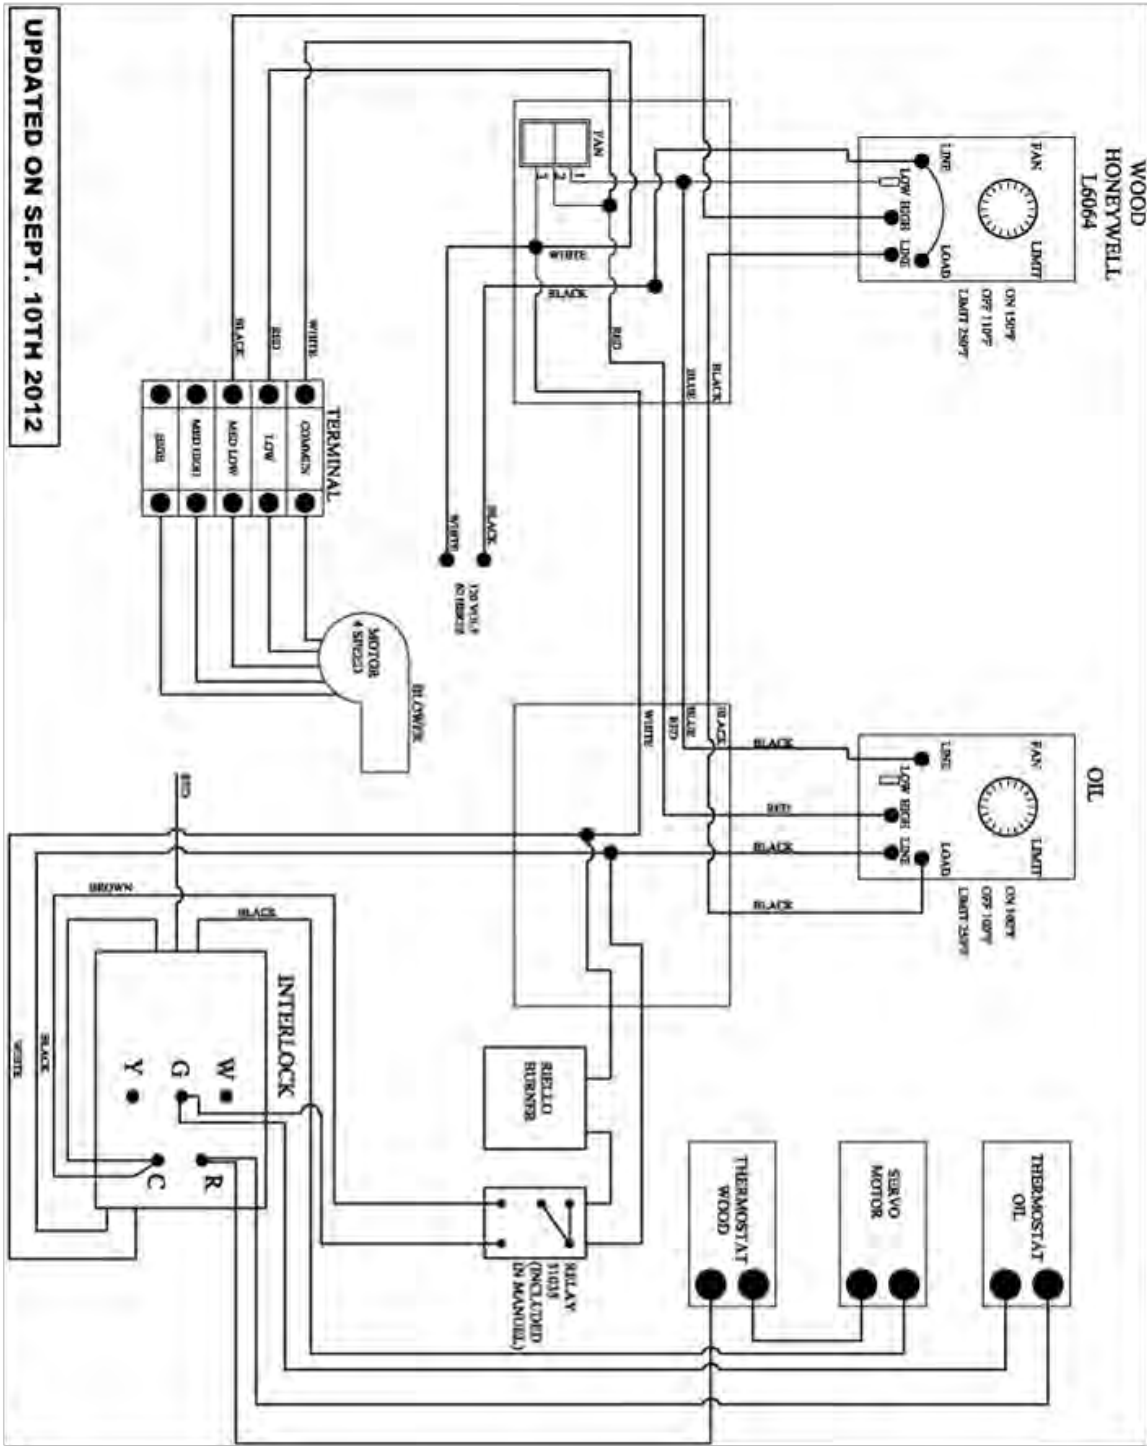 WOOD
HONEYWELL
L6064
FAN
LIMIT
LINE
LOAD
LOW
HIGH
LINE
ON 150°F
OFF 110°F
LIMIT 250°F
FAN
1
2
3
WHITE
BLACK
RED
BLUE
BLACK
WHITE
RED
BLACK
TERMINAL
COMMEN
LOW
MED LOW
MED HIGH
HIGH
MOTOR
4 SPEED
BLOWER
BLACK
WHITE
120 VOLT
OIL
FAN
LIMIT
LINE
LOAD
LOW
HIGH
LINE
LIMIT 250°F
BLACK
BLUE
RED
WHITE
BLACK
RED
BLACK
BLACK
RED
BROWN
BLACK
BLACK
WHITE
INTERLOCK
W
G
Y
R
C
RIELLO
BURNER
RELAY
(INCLUDED
IN MANUEL)
THERMOSTAT
WOOD
SERVO
MOTOR
THERMOSTAT
OIL
UPDATED ON SEPT. 10TH 2012